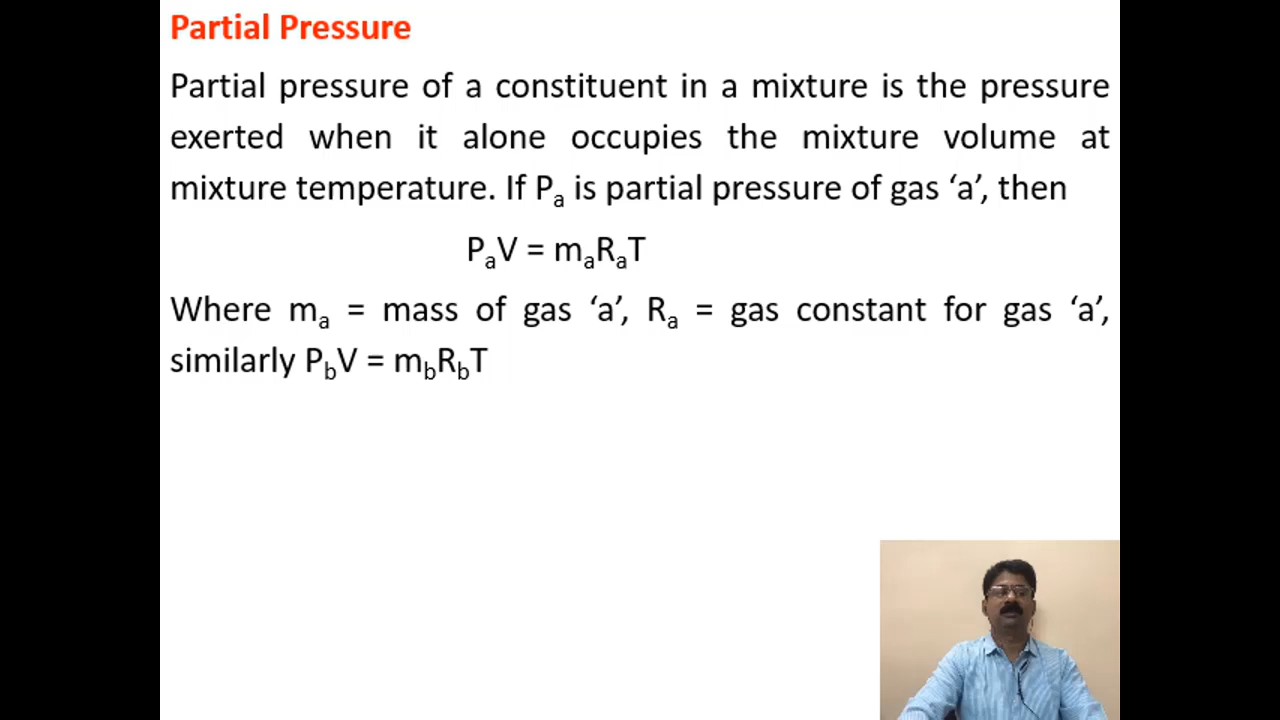 Partial Pressure
Partial pressure of a constituent in a mixture is the pressure
exerted when it alone occupies the mixture volume at
mixture temperature. If Pₐ is partial pressure of gas ‘a’, then
PₐV = mₐRₐT
Where mₐ = mass of gas ‘a’, Rₐ = gas constant for gas ‘a’,
similarly P_bV = m_bR_bT